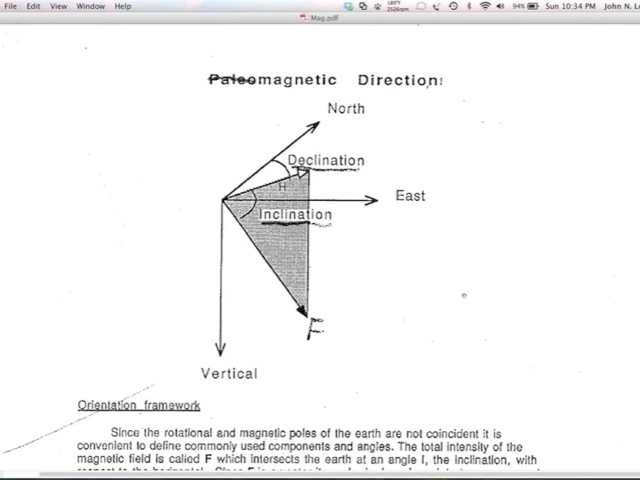 File Edit View Window Help
185°F
2526rpm
94%
Sun 10:34 PM
Mag.pdf
Paleomagnetic Direction
North
Declination
H
East
Inclination
F
Vertical
Orientation framework
Since the rotational and magnetic poles of the earth are not coincident it is
convenient to define commonly used components and angles. The total intensity of the
magnetic field is called F which intersects the earth at an angle I, the inclination, with